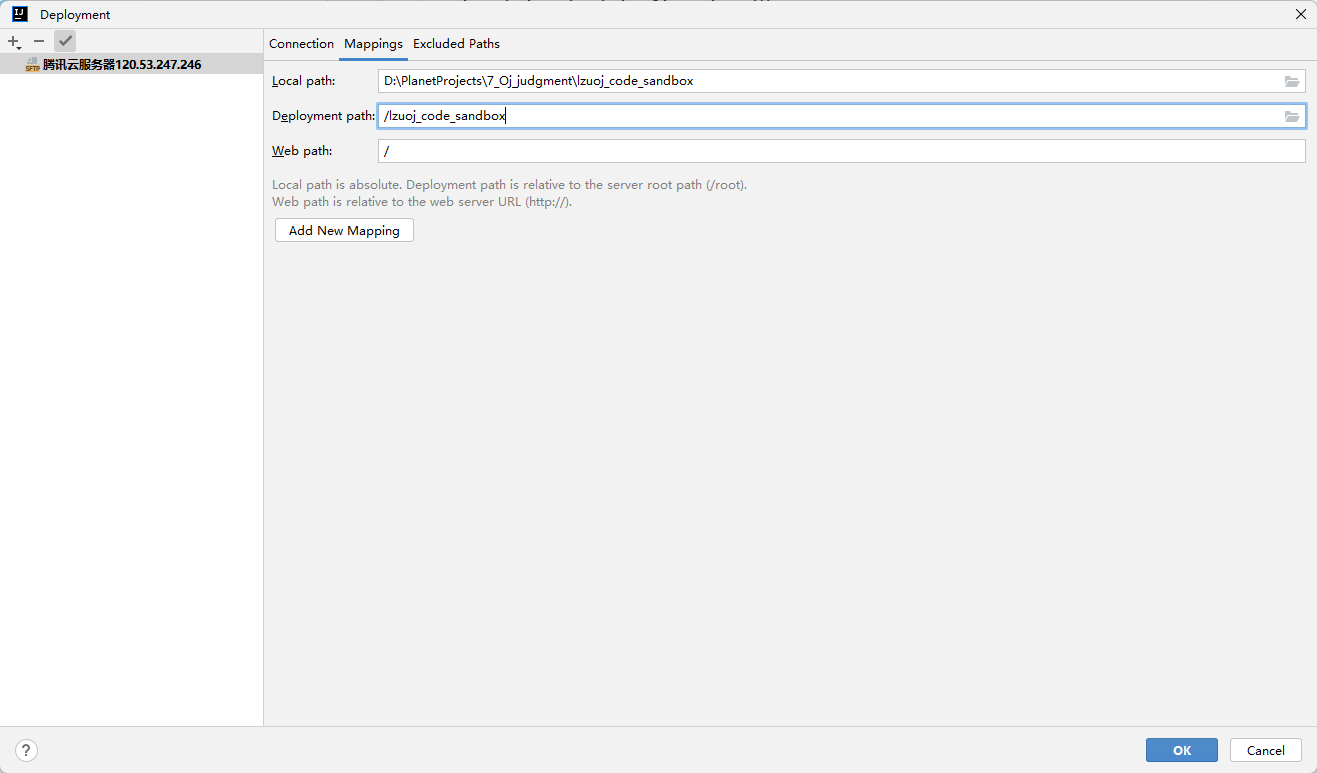 Deployment
Connection Mappings Excluded Paths
SFTP 腾讯云服务器120.53.247.246
Local path: D:\PlanetProjects\7_Oj_judgment\lzuoj_code_sandbox
Deployment path: /lzuoj_code_sandbox
Web path: /
Local path is absolute. Deployment path is relative to the server root path (/root).
Web path is relative to the web server URL (http://).
Add New Mapping
? OK Cancel